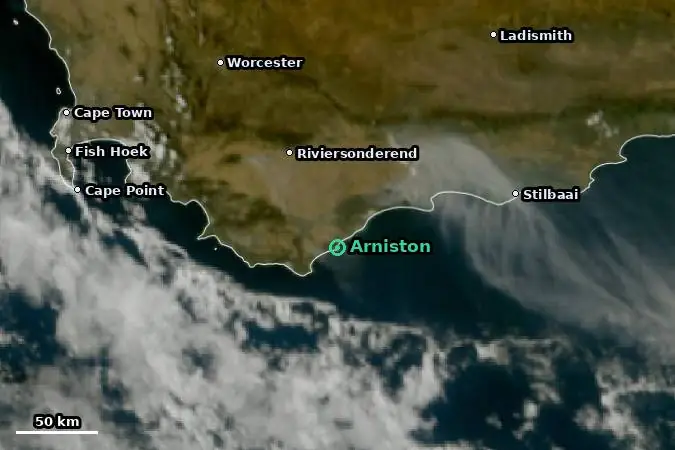 Ladismith
Worcester
Cape Town
Fish Hoek
Riviersonderend
Cape Point
Stilbaai
Arniston
50 km